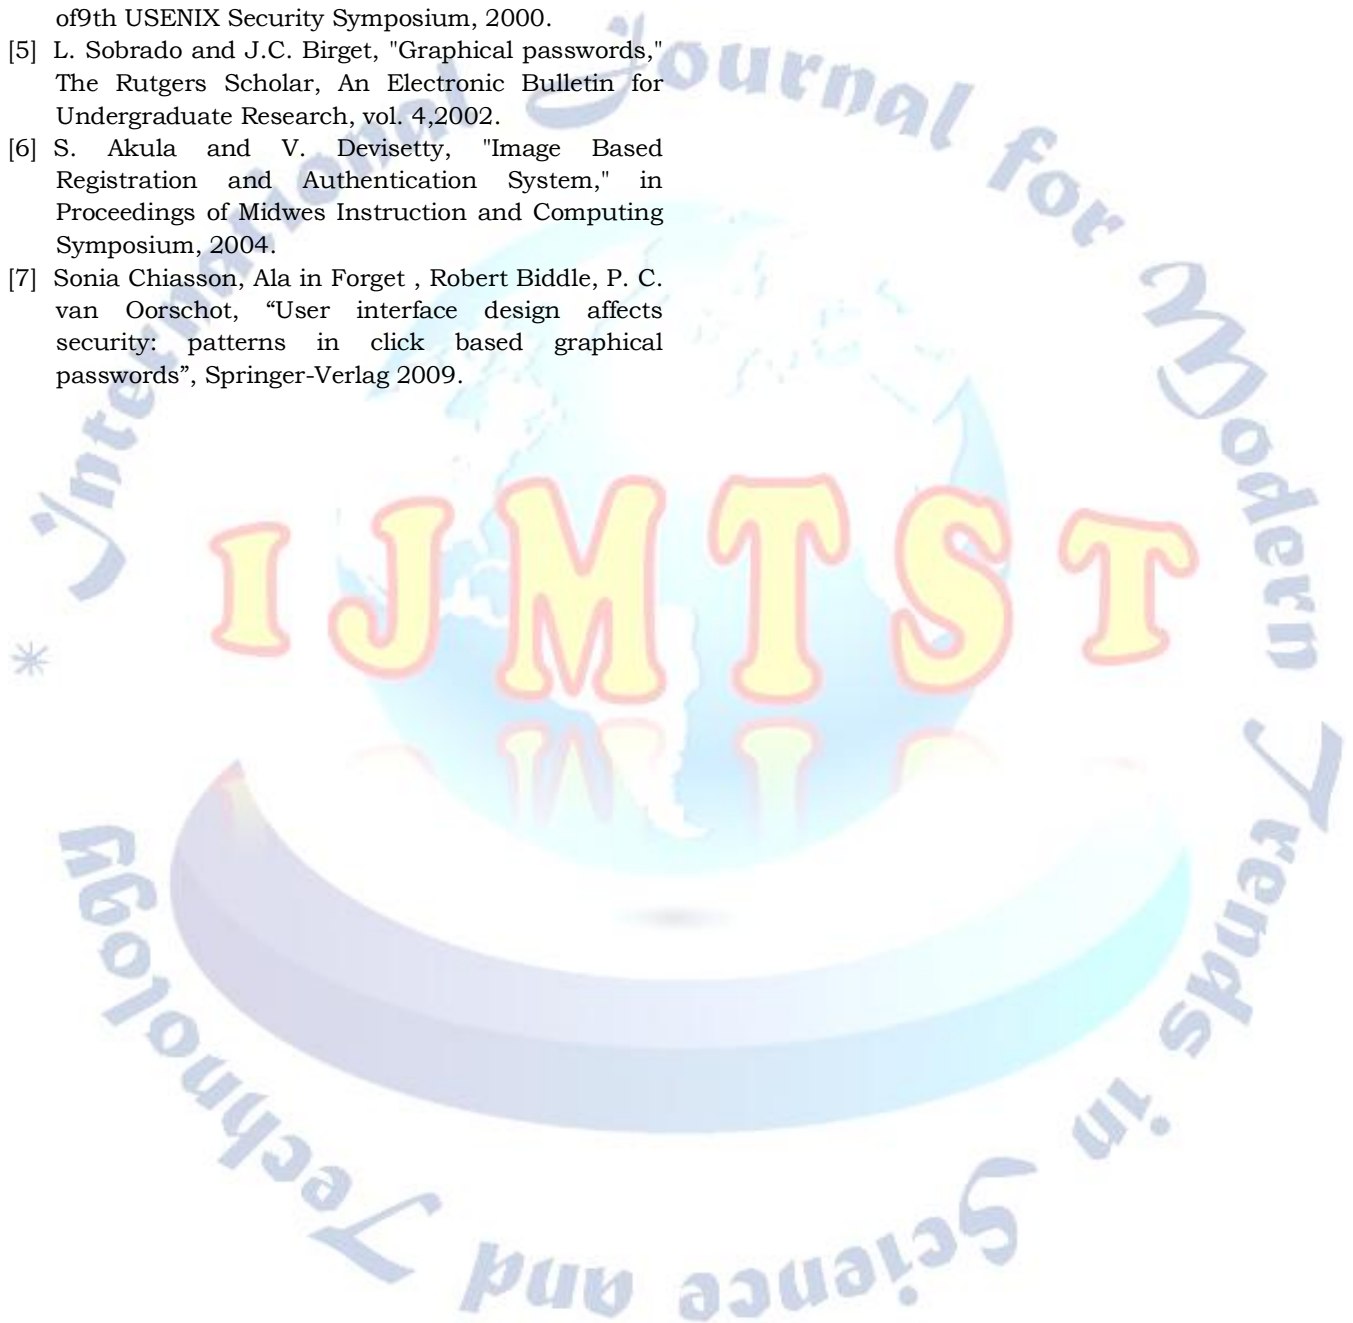 of9th USENIX Security Symposium, 2000.
[5] L. Sobrado and J.C. Birget, "Graphical passwords,"
The Rutgers Scholar, An Electronic Bulletin for
Undergraduate Research, vol. 4,2002.
[6] S. Akula and V. Devisetty, "Image Based
Registration and Authentication System," in
Proceedings of Midwes Instruction and Computing
Symposium, 2004.
[7] Sonia Chiasson, Ala in Forget , Robert Biddle, P. C.
van Oorschot, “User interface design affects
security: patterns in click based graphical
passwords”, Springer-Verlag 2009.
IJMTST
* International Journal for Modern Trends in Science and Technology